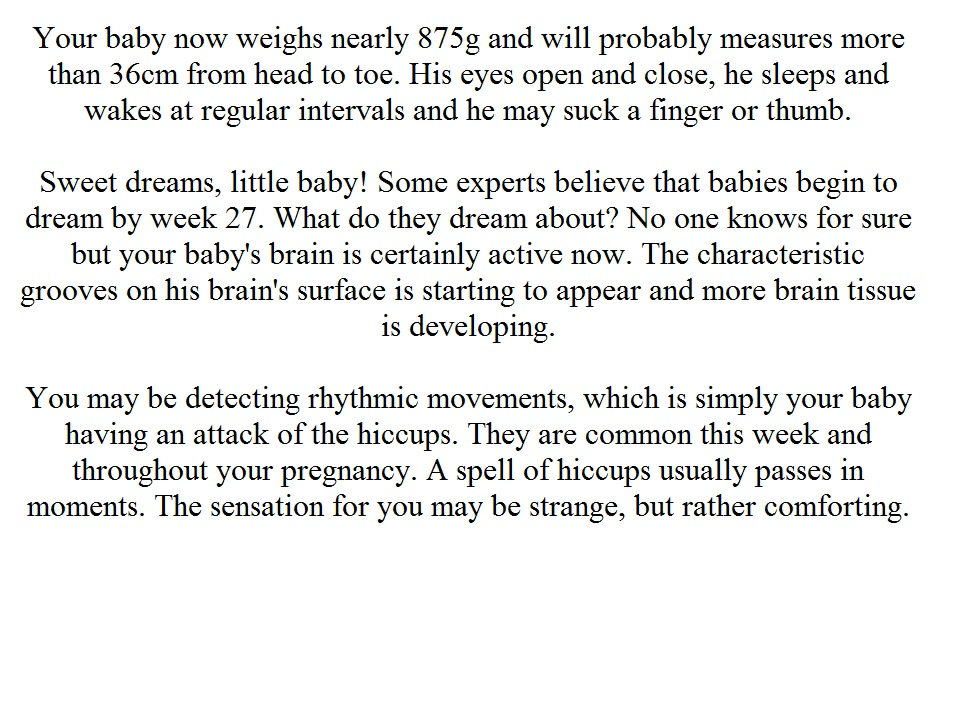 Your baby now weighs nearly 875g and will probably measures more
than 36cm from head to toe. His eyes open and close, he sleeps and
wakes at regular intervals and he may suck a finger or thumb.
Sweet dreams, little baby! Some experts believe that babies begin to
dream by week 27. What do they dream about? No one knows for sure
but your baby's brain is certainly active now. The characteristic
grooves on his brain's surface is starting to appear and more brain tissue
is developing.
You may be detecting rhythmic movements, which is simply your baby
having an attack of the hiccups. They are common this week and
throughout your pregnancy. A spell of hiccups usually passes in
moments. The sensation for you may be strange, but rather comforting.